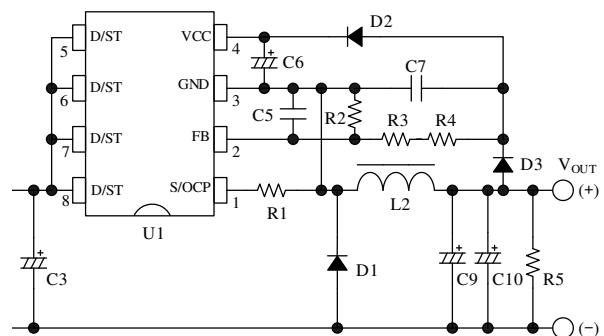 D2
5 D/ST VCC 4
C6
C7
6 D/ST GND 3
C5
R2 R3 R4
7 D/ST FB 2
D3
V_OUT
8 D/ST S/OCP 1
(+)
R1
L2
U1
C3
D1
C9
C10
R5
(−)